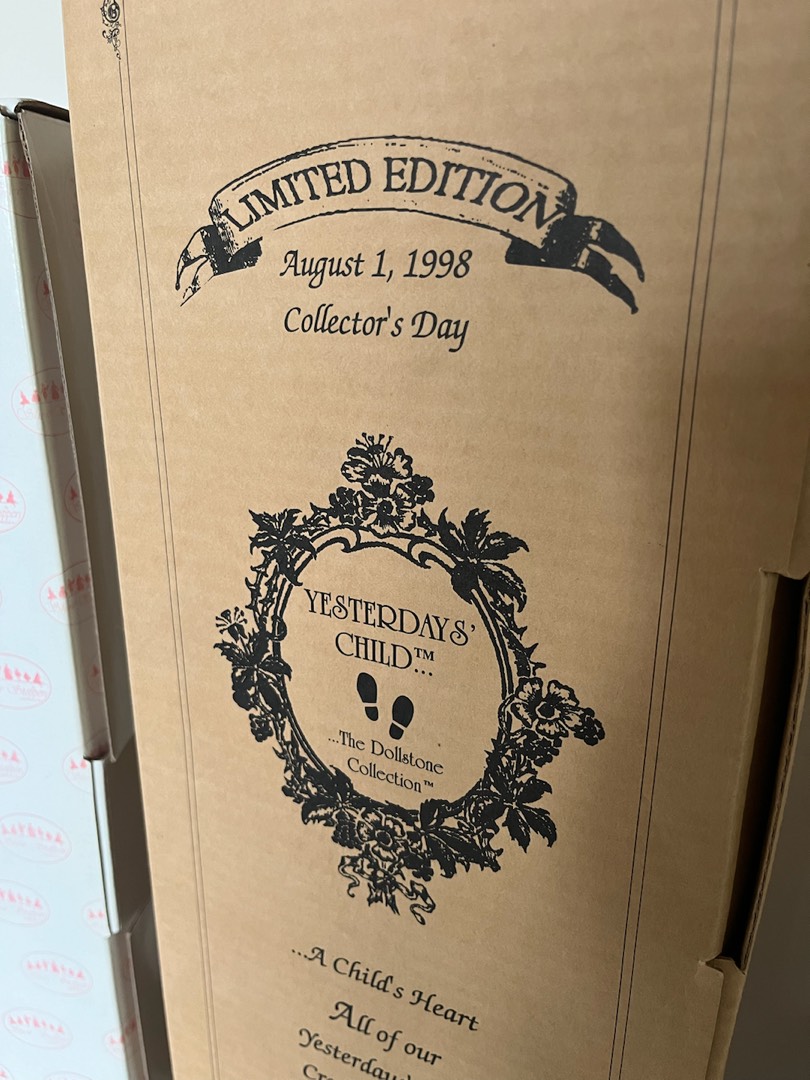 LIMITED EDITION
August 1, 1998
Collector's Day
YESTERDAYS'
CHILD™...
...The Dollstone
Collection™
...A Child's Heart
All of our